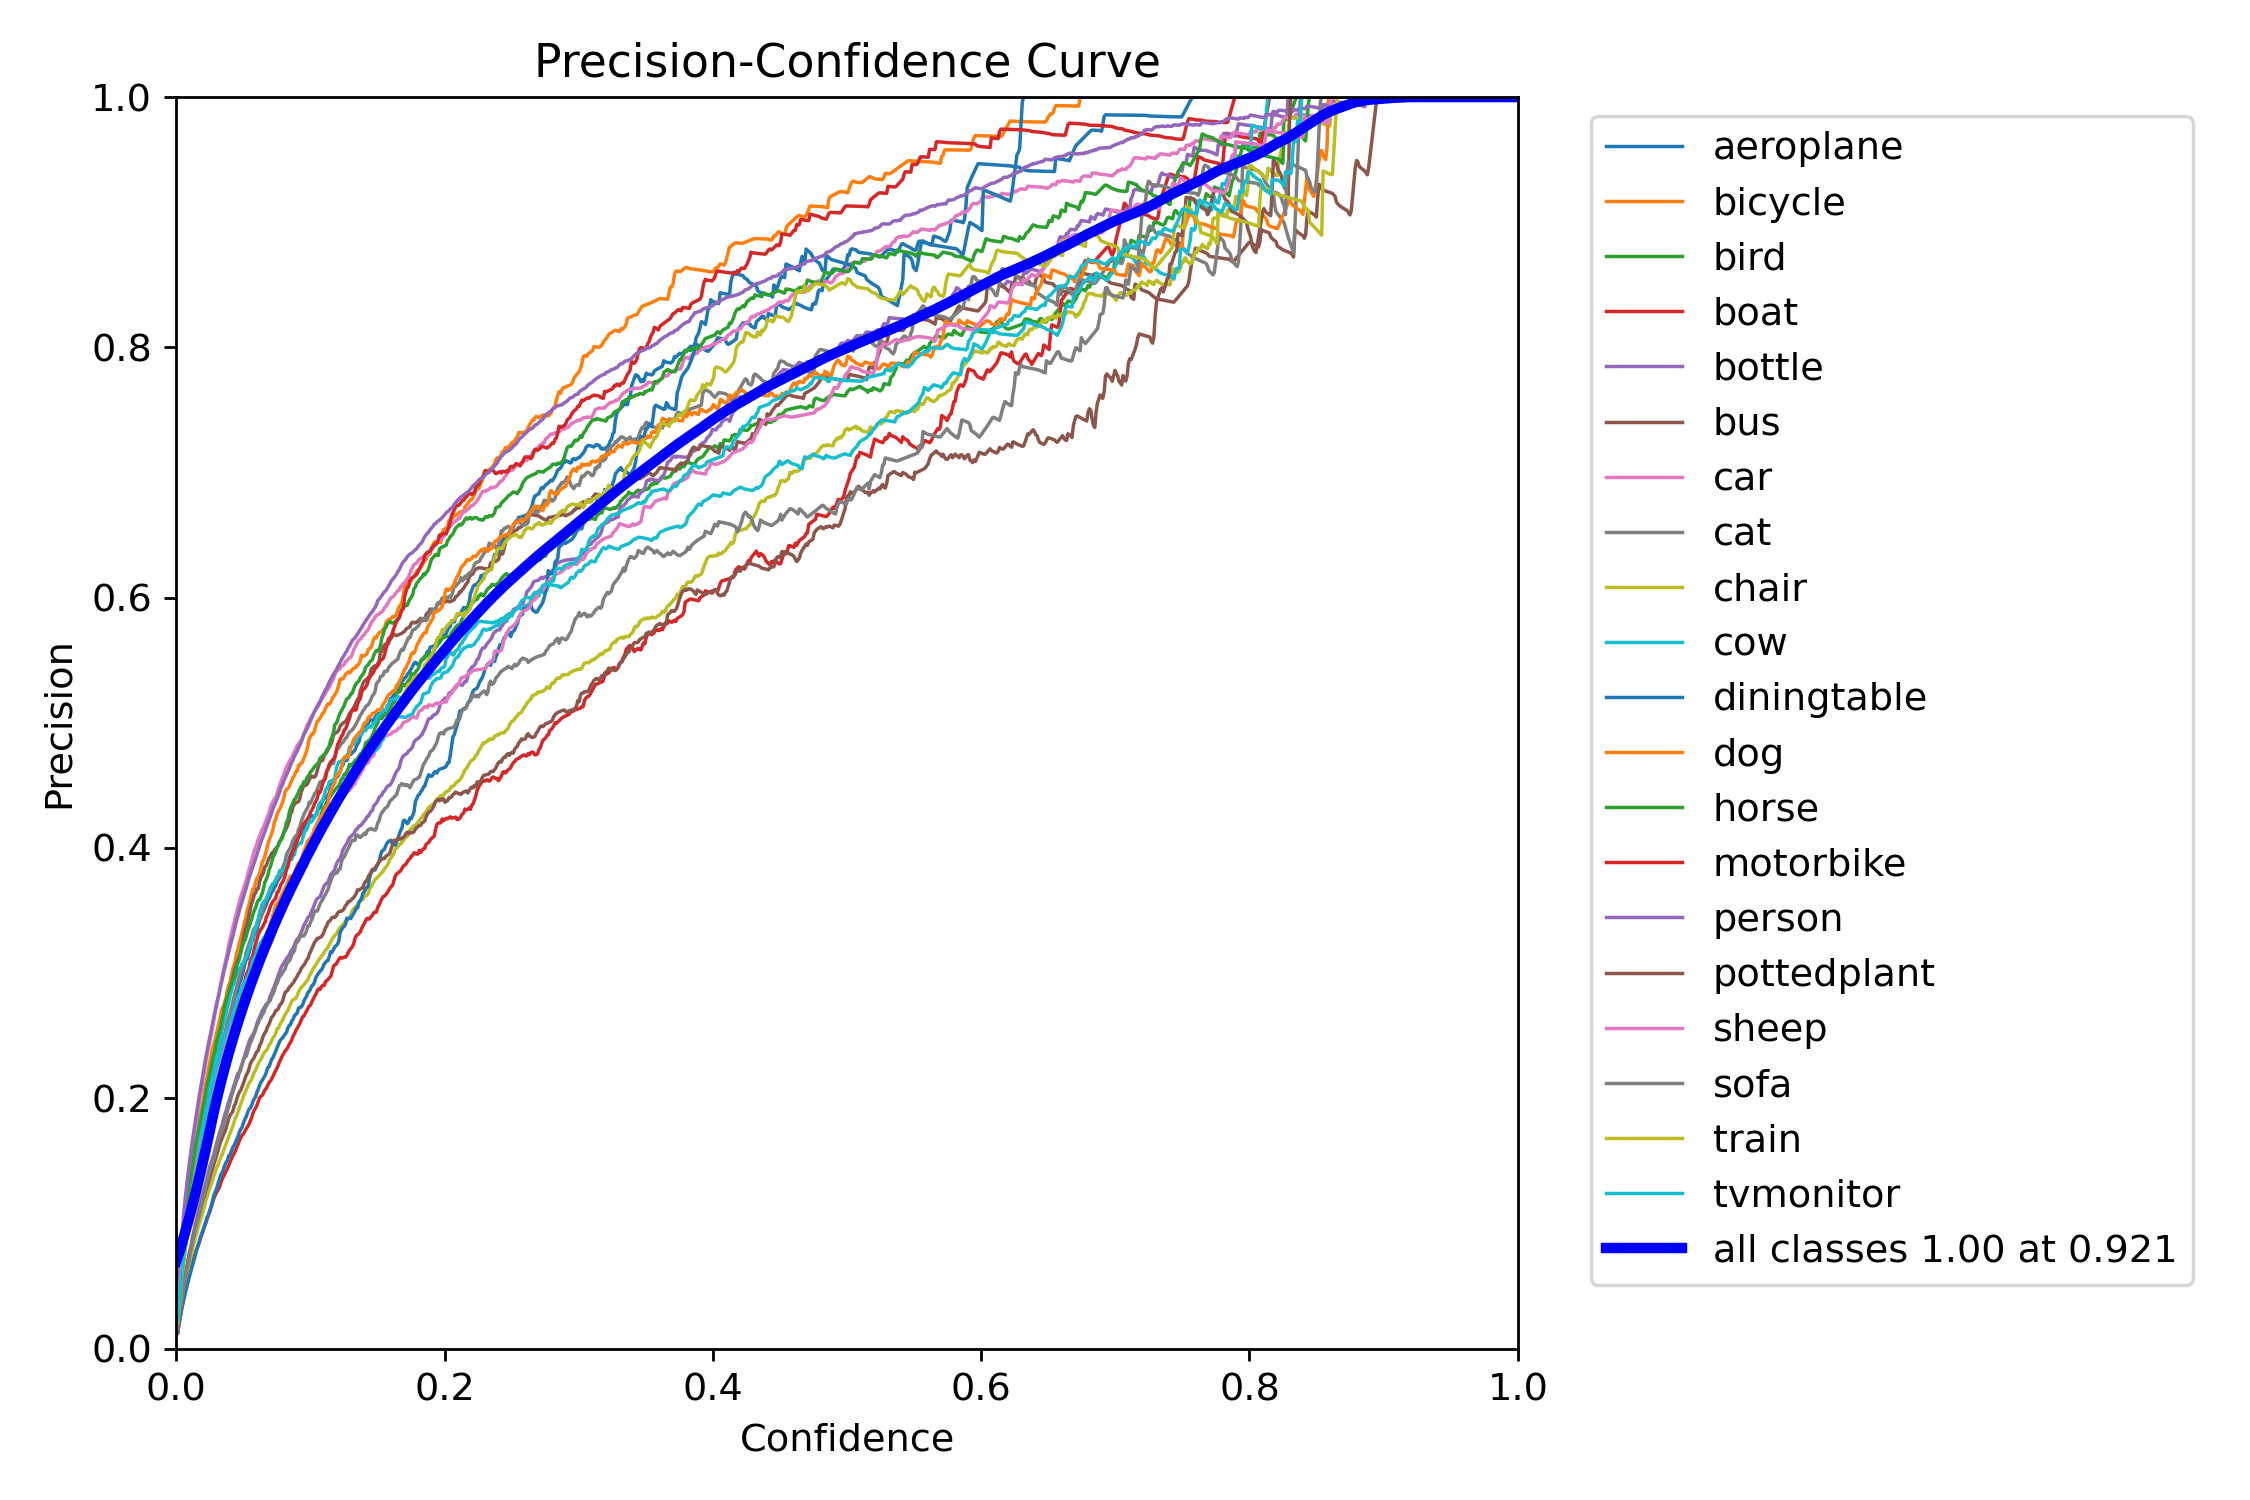 Precision-Confidence Curve
1.0
0.8
0.6
0.4
0.2
0.0
Precision
0.0 0.2 0.4 0.6 0.8 1.0
Confidence
aeroplane
bicycle
bird
boat
bottle
bus
car
cat
chair
cow
diningtable
dog
horse
motorbike
person
pottedplant
sheep
sofa
train
tvmonitor
all classes 1.00 at 0.921